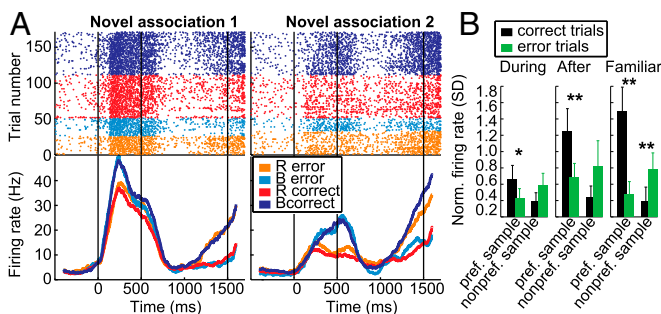 A
Novel association 1
Novel association 2
Trial number
150
100
50
0
Firing rate (Hz)
40
30
20
10
0
R error
B error
R correct
Bcorrect
0 500 1000 1500
0 500 1000 1500
Time (ms)
Time (ms)
B
correct trials
error trials
During
After
Familiar
Norm. firing rate (SD)
1.8
1.6
1.4
1.2
1.0
0.8
0.6
0.4
0.2
*
**
**
**
pref. sample
nonpref. sample
pref. sample
nonpref. sample
pref. sample
nonpref. sample